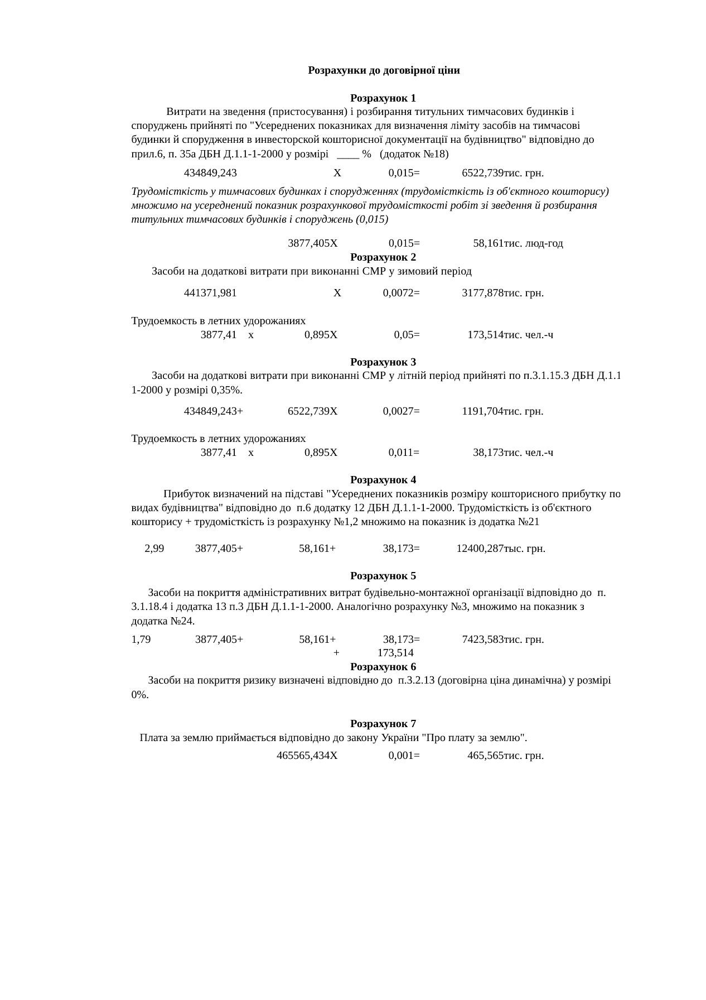 Розрахунки до договірної ціни
Розрахунок 1
Витрати на зведення (пристосування) і розбирання титульних тимчасових будинків і
споруджень прийняті по "Усереднених показниках для визначення ліміту засобів на тимчасові
будинки й спорудження в инвесторской кошторисної документації на будівництво" відповідно до
прил.6, п. 35а ДБН Д.1.1-1-2000 у розмірі ____ % (додаток №18)
434849,243 Х 0,015= 6522,739тис. грн.
Трудомісткість у тимчасових будинках і спорудженнях (трудомісткість із об'єктного кошторису)
множимо на усереднений показник розрахункової трудомісткості робіт зі зведення й розбирання
титульних тимчасових будинків і споруджень (0,015)
3877,405Х 0,015= 58,161тис. люд-год
Розрахунок 2
Засоби на додаткові витрати при виконанні СМР у зимовий період
441371,981 Х 0,0072= 3177,878тис. грн.
Трудоемкость в летних удорожаниях
3877,41 х 0,895Х 0,05= 173,514тис. чел.-ч
Розрахунок 3
Засоби на додаткові витрати при виконанні СМР у літній період прийняті по п.3.1.15.3 ДБН Д.1.1
1-2000 у розмірі 0,35%.
434849,243+ 6522,739Х 0,0027= 1191,704тис. грн.
Трудоемкость в летних удорожаниях
3877,41 х 0,895Х 0,011= 38,173тис. чел.-ч
Розрахунок 4
Прибуток визначений на підставі "Усереднених показників розміру кошторисного прибутку по
видах будівництва" відповідно до п.6 додатку 12 ДБН Д.1.1-1-2000. Трудомісткість із об'єктного
кошторису + трудомісткість із розрахунку №1,2 множимо на показник із додатка №21
2,99 3877,405+ 58,161+ 38,173= 12400,287тыс. грн.
Розрахунок 5
Засоби на покриття адміністративних витрат будівельно-монтажної організації відповідно до п.
3.1.18.4 і додатка 13 п.3 ДБН Д.1.1-1-2000. Аналогічно розрахунку №3, множимо на показник з
додатка №24.
1,79 3877,405+ 58,161+ 38,173= 7423,583тис. грн.
+ 173,514
Розрахунок 6
Засоби на покриття ризику визначені відповідно до п.3.2.13 (договірна ціна динамічна) у розмірі
0%.
Розрахунок 7
Плата за землю приймається відповідно до закону України "Про плату за землю".
465565,434Х 0,001= 465,565тис. грн.